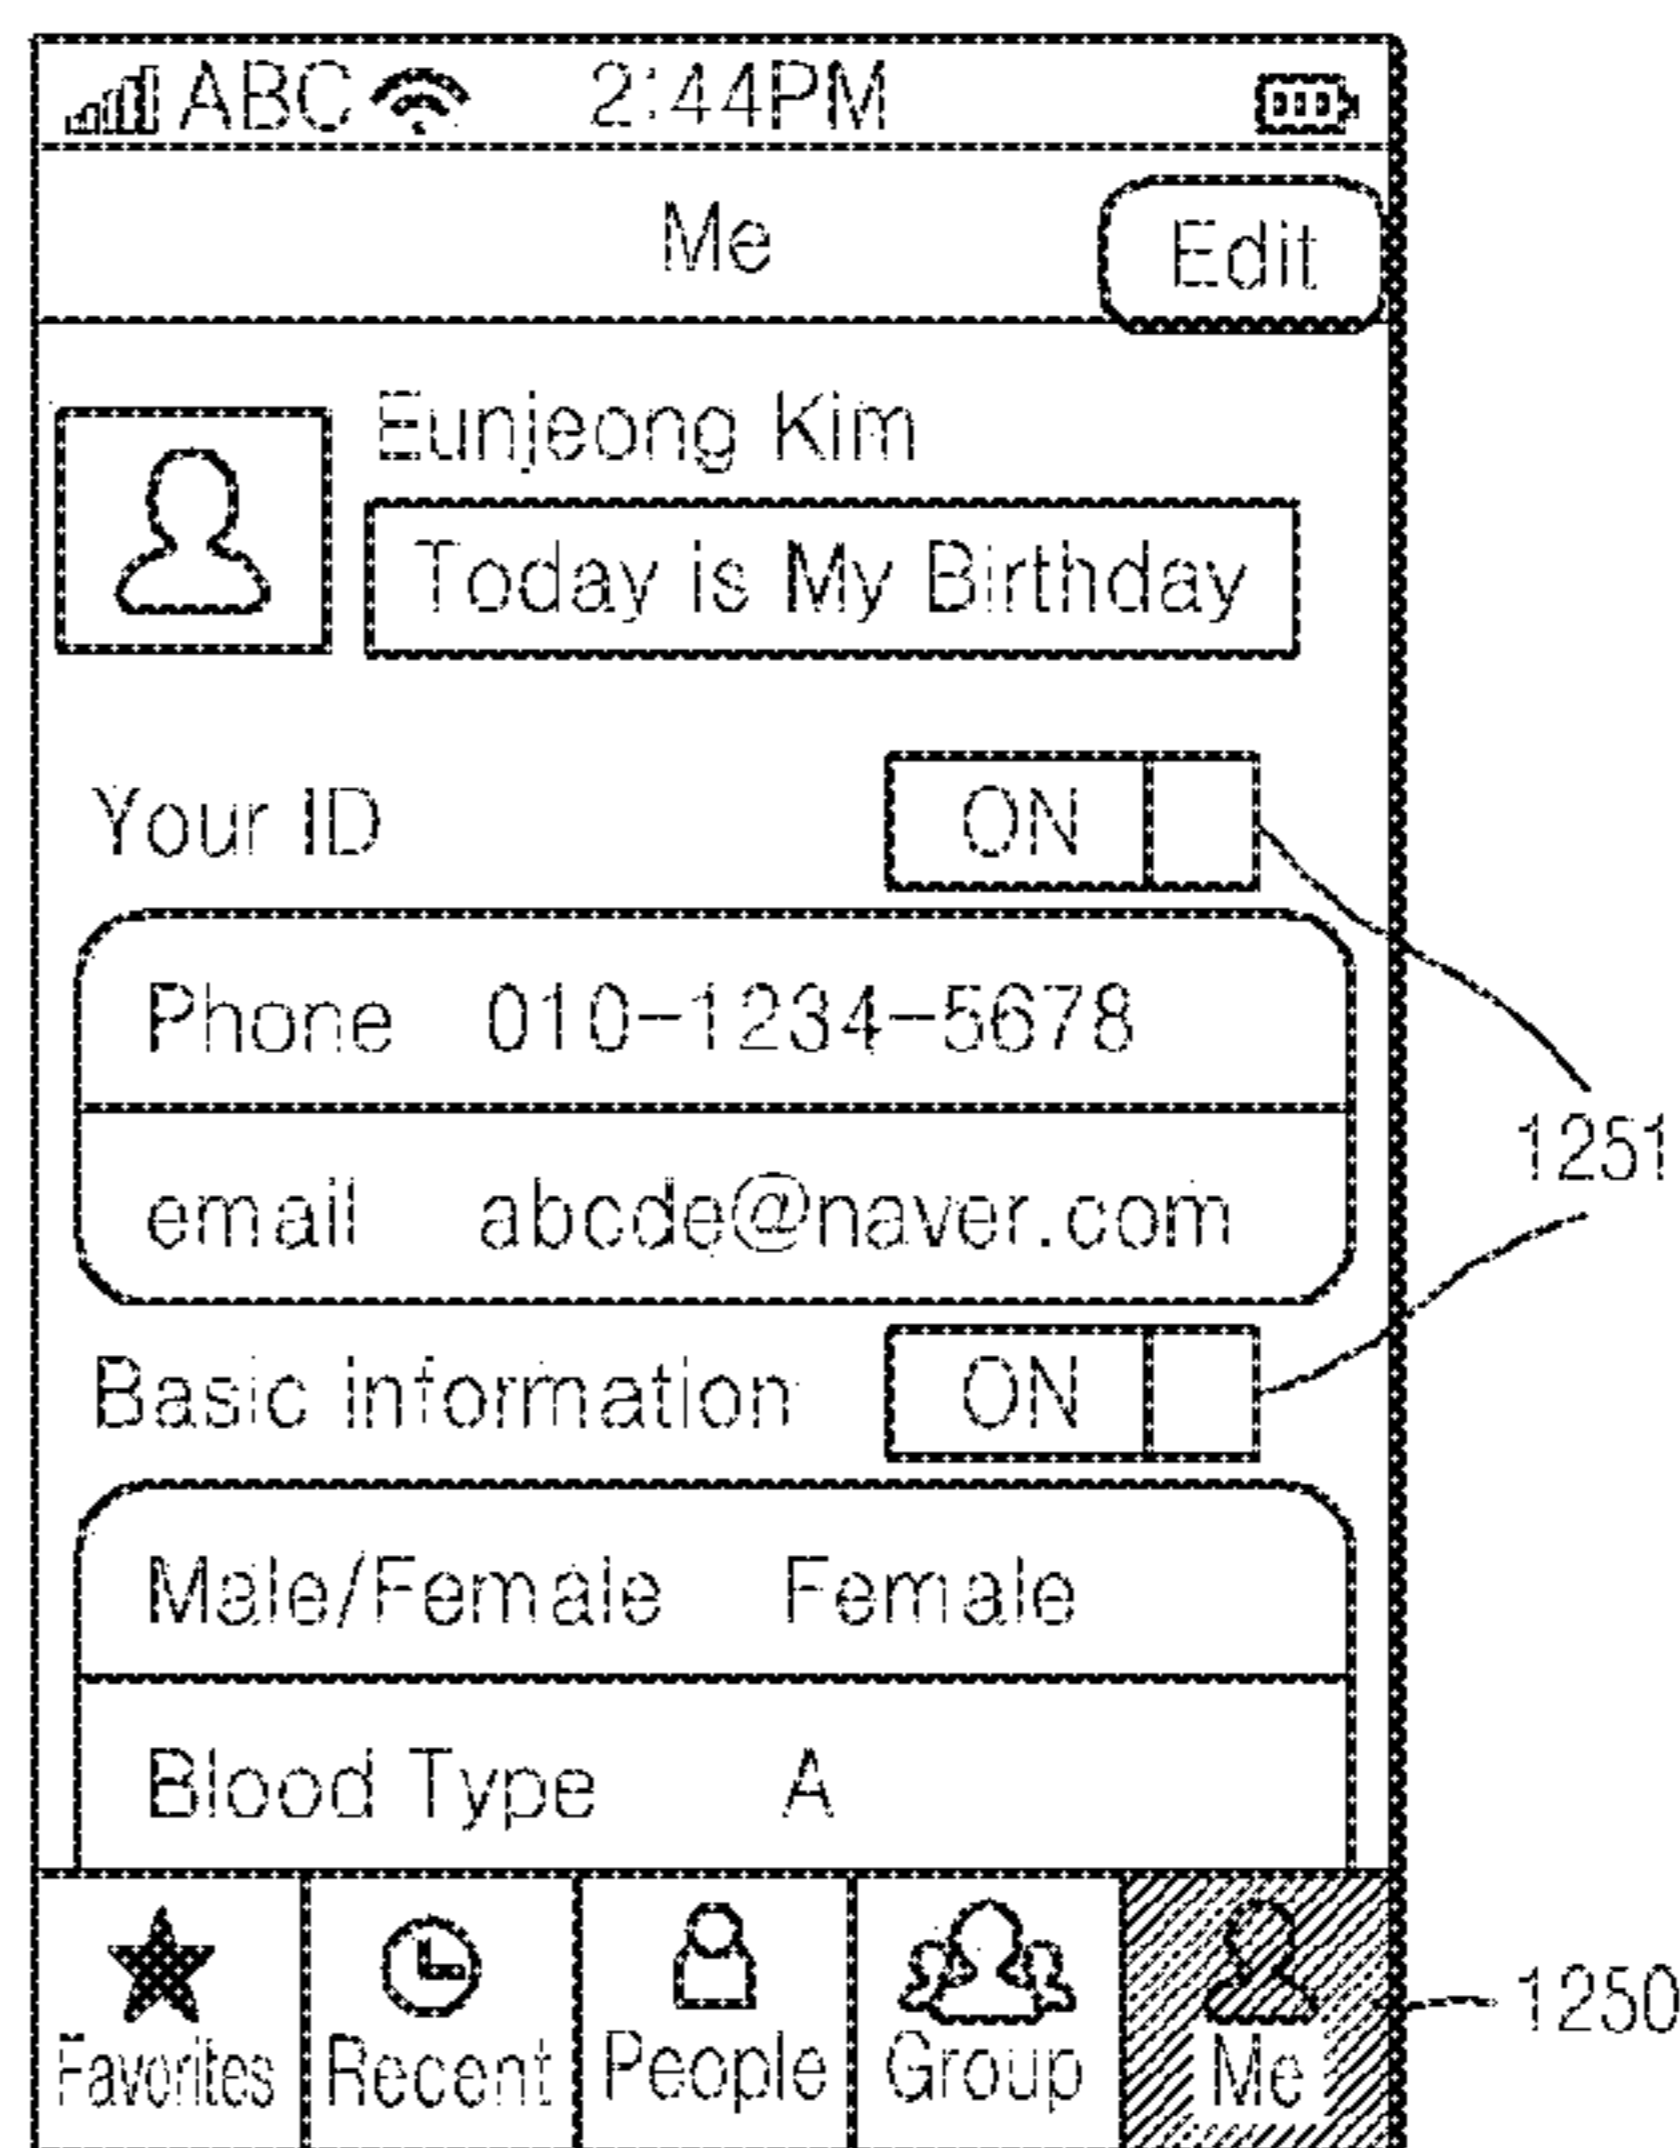 ABC 2:44PM
Me Edit
Eunjeong Kim
Today is My Birthday
Your ID ON
Phone 010-1234-5678
1251
email abcde@naver.com
Basic information ON
Male/Female Female
Blood Type A
1250
Favorites Recent People Group Me